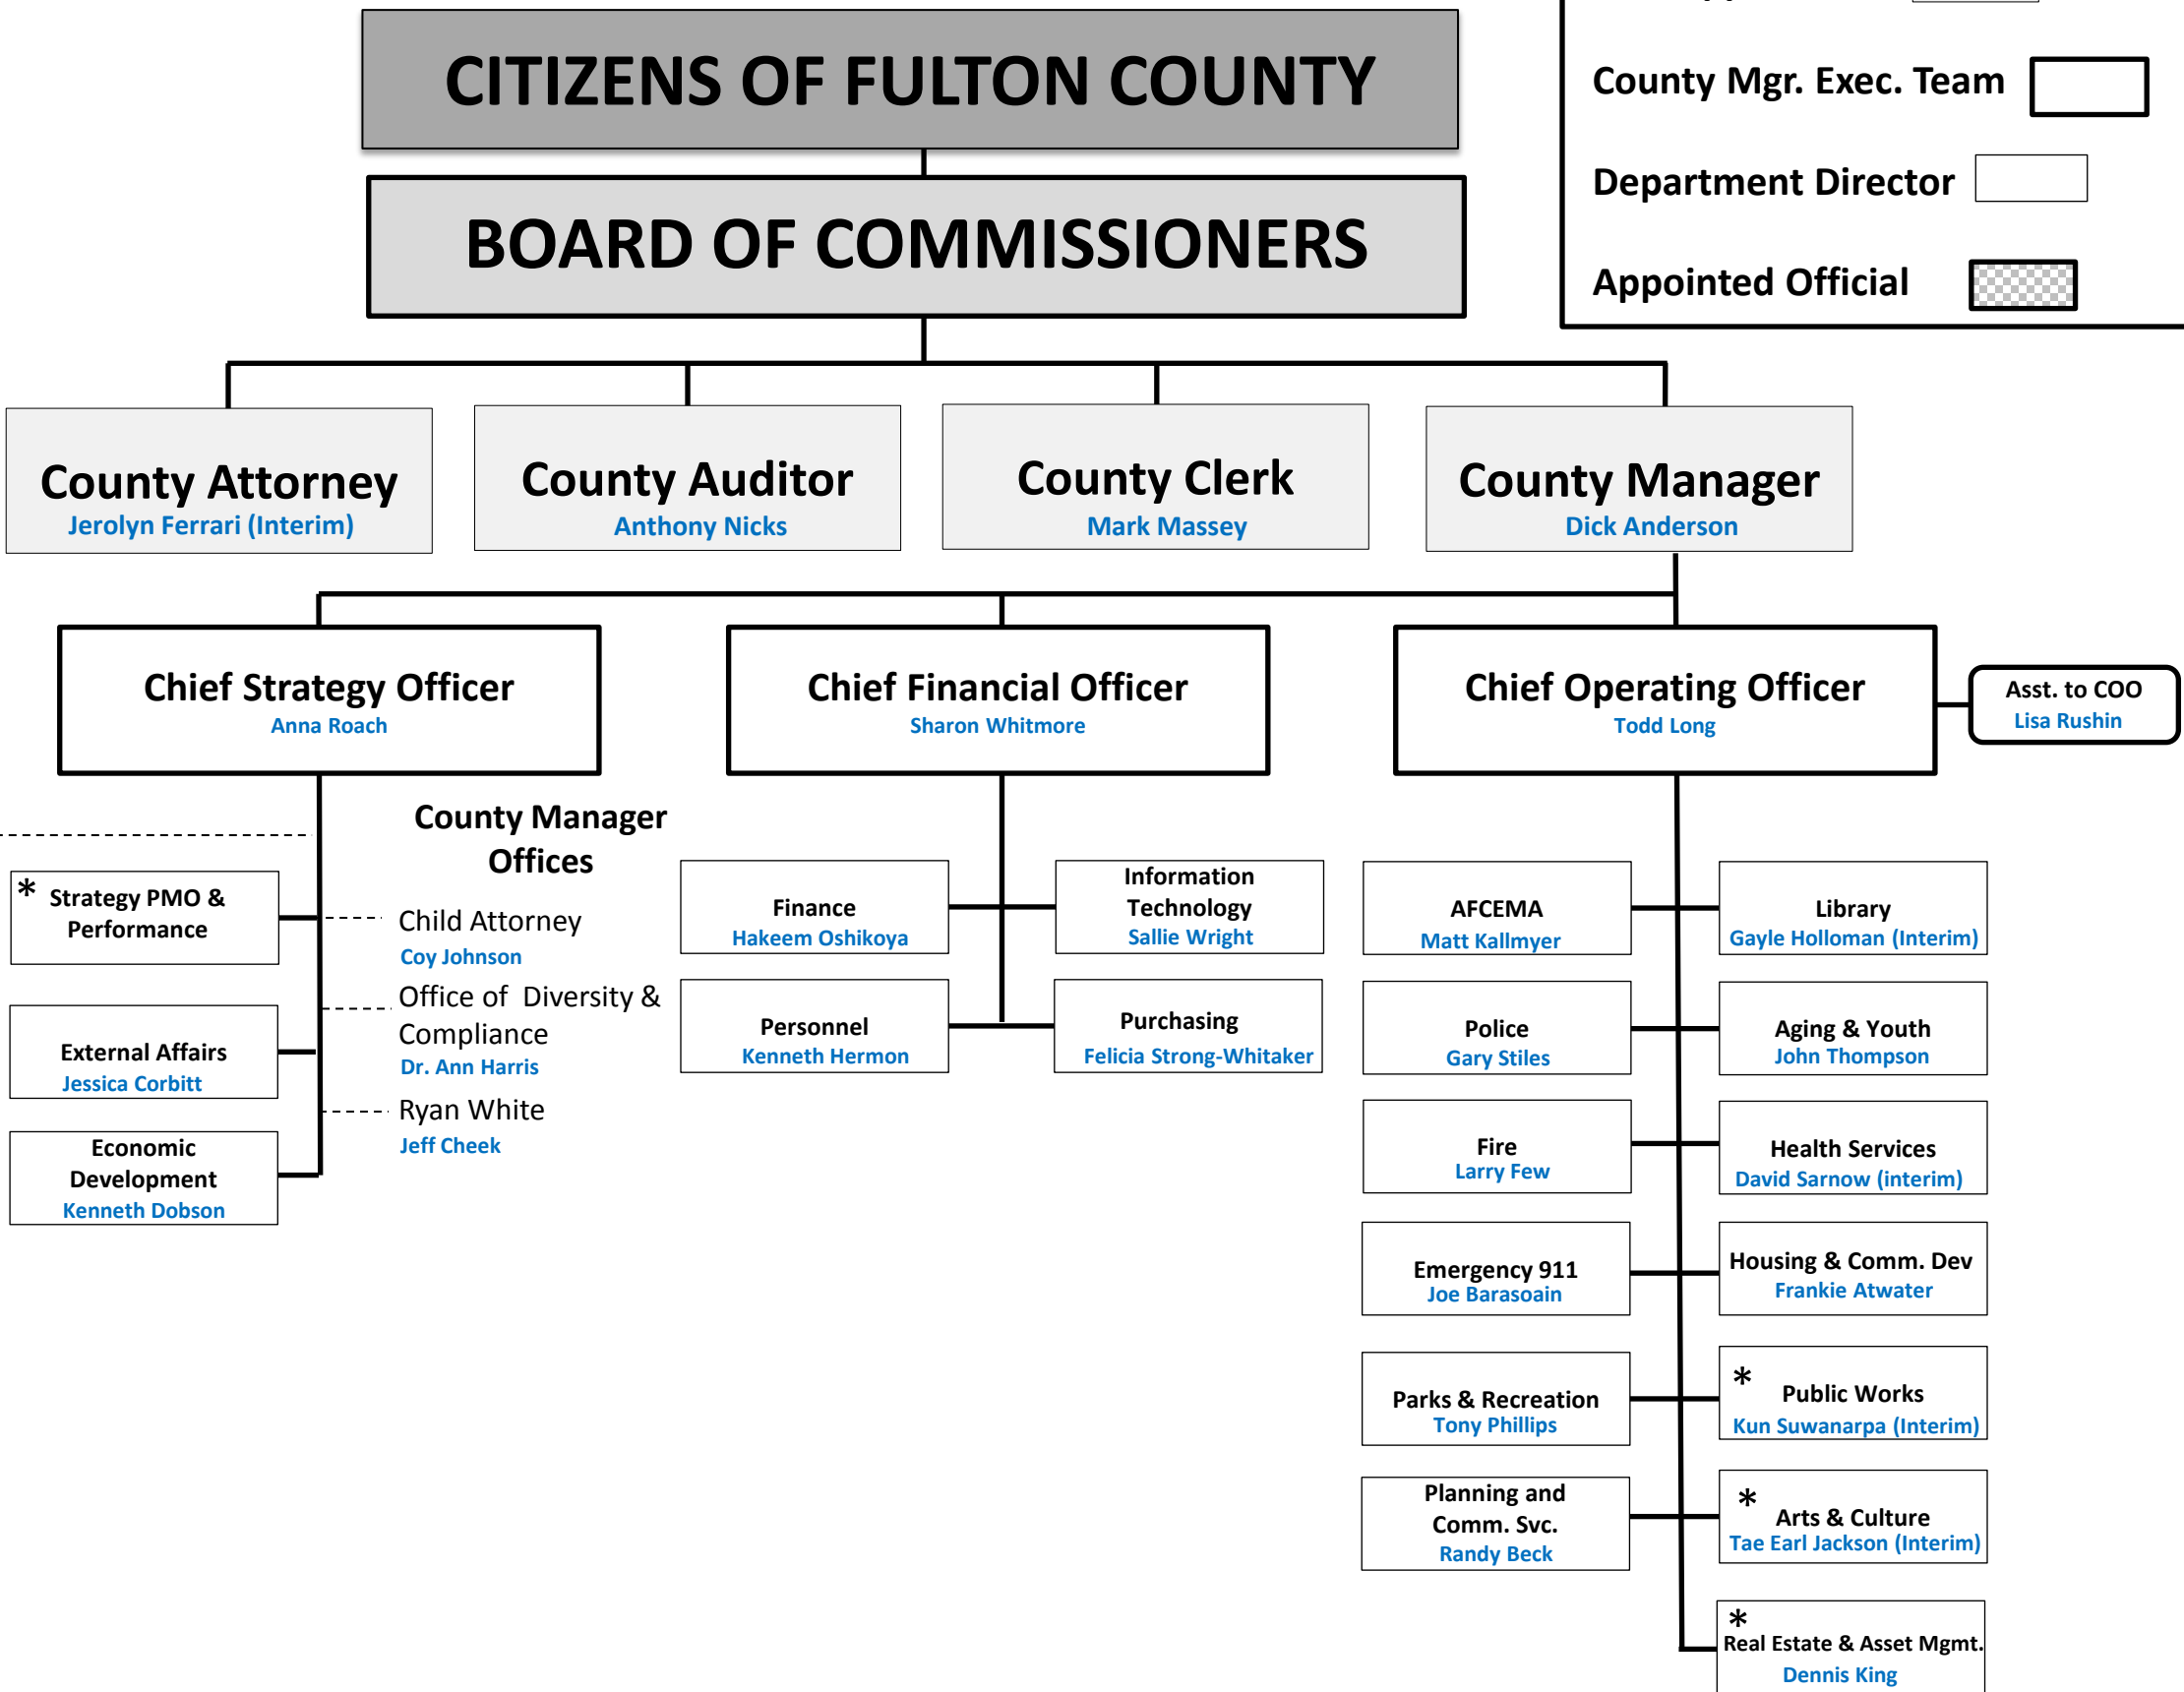 CITIZENS OF FULTON COUNTY
BOARD OF COMMISSIONERS
County Mgr. Exec. Team
Department Director
Appointed Official
County Attorney
Jerolyn Ferrari (Interim)
County Auditor
Anthony Nicks
County Clerk
Mark Massey
County Manager
Dick Anderson
Chief Strategy Officer
Anna Roach
Chief Financial Officer
Sharon Whitmore
Chief Operating Officer
Todd Long
Asst. to COO
Lisa Rushin
County Manager
Offices
* Strategy PMO &
Performance
External Affairs
Jessica Corbitt
Economic
Development
Kenneth Dobson
Child Attorney
Coy Johnson
Office of Diversity &
Compliance
Dr. Ann Harris
Ryan White
Jeff Cheek
Finance
Hakeem Oshikoya
Information
Technology
Sallie Wright
Personnel
Kenneth Hermon
Purchasing
Felicia Strong-Whitaker
AFCEMA
Matt Kallmyer
Library
Gayle Holloman (Interim)
Police
Gary Stiles
Aging & Youth
John Thompson
Fire
Larry Few
Health Services
David Sarnow (interim)
Emergency 911
Joe Barasoain
Housing & Comm. Dev
Frankie Atwater
Parks & Recreation
Tony Phillips
* Public Works
Kun Suwanarpa (Interim)
Planning and
Comm. Svc.
Randy Beck
* Arts & Culture
Tae Earl Jackson (Interim)
*
Real Estate & Asset Mgmt.
Dennis King